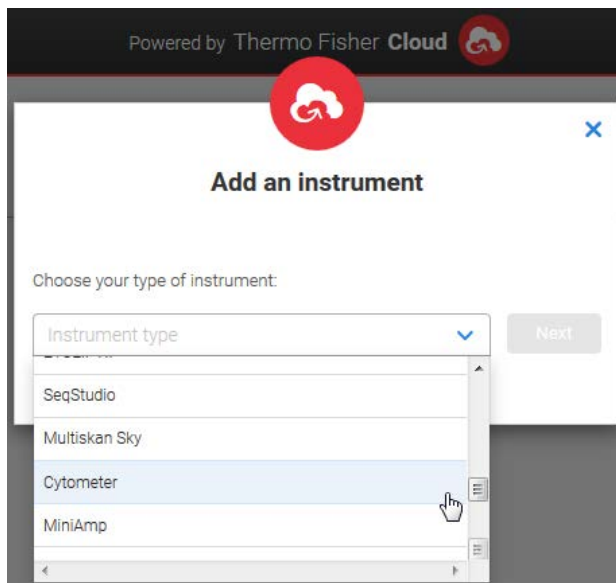 Powered by Thermo Fisher Cloud
Add an instrument
Choose your type of instrument:
Instrument type
Next
SeqStudio
Multiskan Sky
Cytometer
MiniAmp